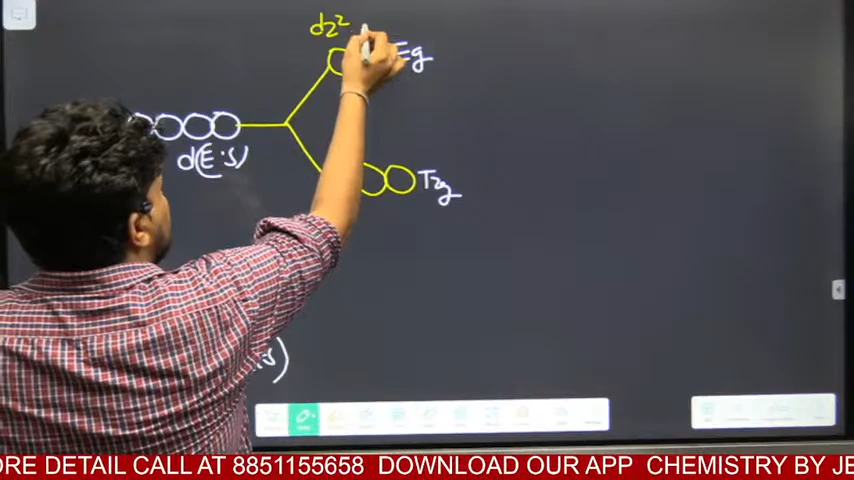 dz²
Eg
d(E·S)
T2g
ORE DETAIL CALL AT 8851155658 DOWNLOAD OUR APP CHEMISTRY BY JE